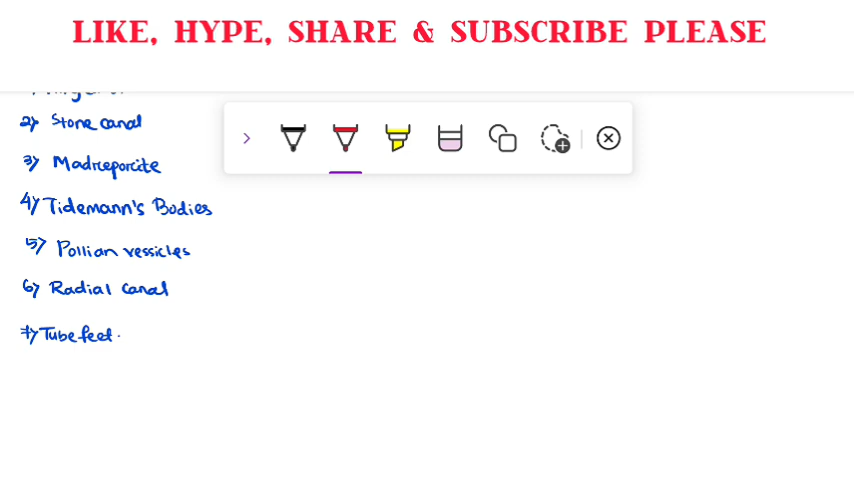 LIKE, HYPE, SHARE & SUBSCRIBE PLEASE
2) Stone canal
3) Madreporcite
4) Tidemann's Bodies
5) Pollian vessicles
6) Radial canal
7) Tube feet